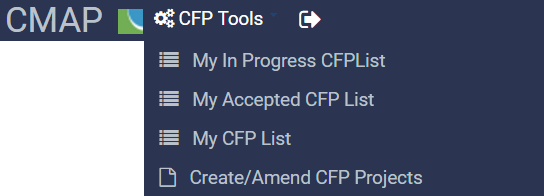 CMAP CFP Tools
My In Progress CFPList
My Accepted CFP List
My CFP List
Create/Amend CFP Projects